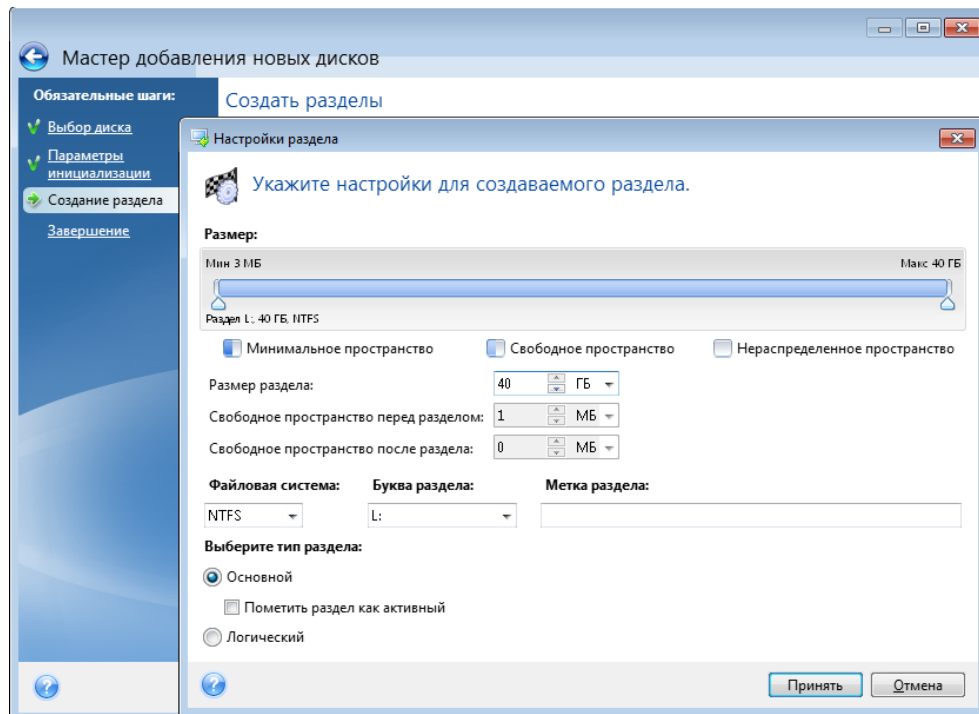 Мастер добавления новых дисков
Обязательные шаги:
Выбор диска
Параметры
инициализации
Создание раздела
Завершение
Создать разделы
Настройки раздела
Укажите настройки для создаваемого раздела.
Размер:
Мин 3 МБ
Макс 40 ГБ
Раздел L:, 40 ГБ, NTFS
Минимальное пространство
Свободное пространство
Нераспределенное пространство
Размер раздела: 40 ГБ
Свободное пространство перед разделом: 1 МБ
Свободное пространство после раздела: 0 МБ
Файловая система: Буква раздела: Метка раздела:
NTFS L:
Выберите тип раздела:
Основной
Пометить раздел как активный
Логический
Принять Отмена